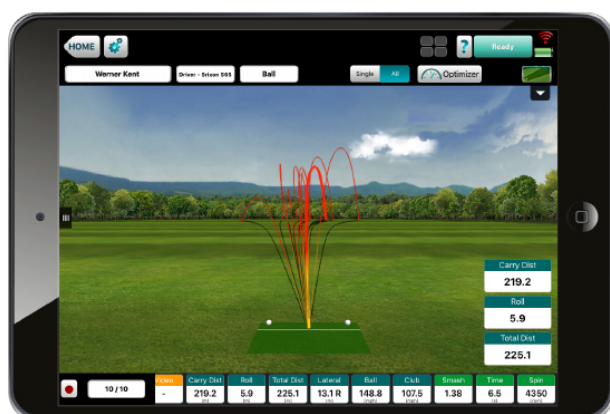 HOME ? Ready
Werner Kent Driver - Srixon 565 Ball Single All Optimizer
Carry Dist
219.2
Roll
5.9
Total Dist
225.1
10 / 10
Video Carry Dist Roll Total Dist Lateral Ball Club Smash Time Spin
- 219.2 5.9 225.1 13.1 R 148.8 107.5 1.38 6.5 4350